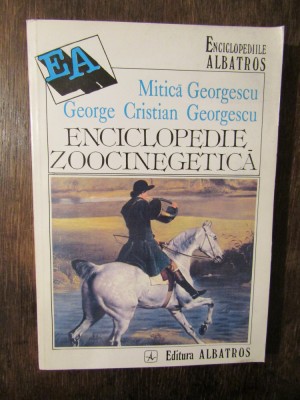 EA
ENCICLOPEDIILE
ALBATROS
Mitică Georgescu
George Cristian Georgescu
ENCICLOPEDIE
ZOOCINEGETICĂ
Editura ALBATROS